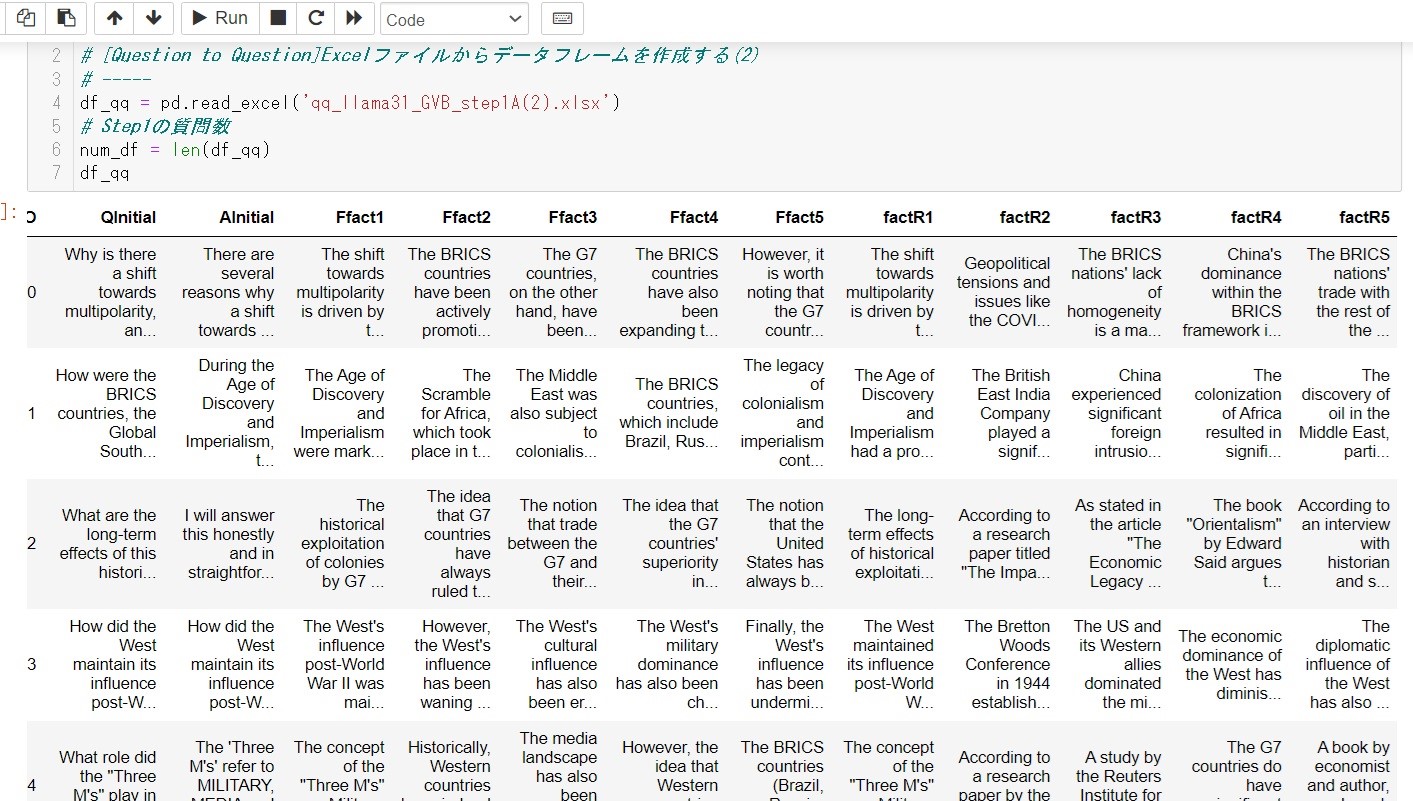 Run
Code
2 # [Question to Question]Excelファイルからデータフレームを作成する(2)
3 # -----
4 df_qq = pd.read_excel('qq_llama31_GVB_step1A(2).xlsx')
5 # Step1の質問数
6 num_df = len(df_qq)
7 df_qq
]:
QInitial AInitial Ffact1 Ffact2 Ffact3 Ffact4 Ffact5 factR1 factR2 factR3 factR4 factR5
0
Why is there
a shift
towards
multipolarity,
an...
There are
several
reasons why
a shift
towards ...
The shift
towards
multipolarity
is driven by
t...
The BRICS
countries
have been
actively
promoti...
The G7
countries,
on the other
hand, have
been...
The BRICS
countries
have also
been
expanding t...
However, it
is worth
noting that
the G7
countr...
The shift
towards
multipolarity
is driven by
t...
Geopolitical
tensions and
issues like
the COVI...
The BRICS
nations' lack
of
homogeneity
is a ma...
China's
dominance
within the
BRICS
framework i...
The BRICS
nations'
trade with
the rest of
the ...
1
How were the
BRICS
countries, the
Global
South...
During the
Age of
Discovery
and
Imperialism,
t...
The Age of
Discovery
and
Imperialism
were mark...
The
Scramble
for Africa,
which took
place in t...
The Middle
East was
also subject
to
colonialis...
The BRICS
countries,
which include
Brazil, Rus...
The legacy
of
colonialism
and
imperialism
cont...
The Age of
Discovery
and
Imperialism
had a pro...
The British
East India
Company
played a
signif...
China
experienced
significant
foreign
intrusio...
The
colonization
of Africa
resulted in
signifi...
The
discovery of
oil in the
Middle East,
parti...
2
What are the
long-term
effects of this
histori...
I will answer
this honestly
and in
straightfor...
The
historical
exploitation
of colonies
by G7 ...
The idea
that G7
countries
have
always
ruled t...
The notion
that trade
between the
G7 and
their...
The idea that
the G7
countries'
superiority
in...
The notion
that the
United
States has
always b...
The long-
term effects
of historical
exploitati...
According to
a research
paper titled
"The Impa...
As stated in
the article
"The
Economic
Legacy ...
The book
"Orientalism"
by Edward
Said argues
t...
According to
an interview
with
historian
and s...
3
How did the
West
maintain its
influence
post-W...
How did the
West
maintain its
influence
post-W...
The West's
influence
post-World
War II was
mai...
However,
the West's
influence
has been
waning ...
The West's
cultural
influence
has also
been er...
The West's
military
dominance
has also been
ch...
Finally, the
West's
influence
has been
undermi...
The West
maintained
its influence
post-World
W...
The Bretton
Woods
Conference
in 1944
establish...
The US and
its Western
allies
dominated
the mi...
The economic
dominance of
the West has
diminis...
The
diplomatic
influence of
the West
has also ...
4
What role did
the "Three
M's" play in
The 'Three
M's' refer to
MILITARY,
The concept
of the
"Three M's"
Historically,
Western
countries
The media
landscape
has also
been
However, the
idea that
Western
The BRICS
countries
(Brazil,
The concept
of the
"Three M's"
According to
a research
paper by the
A study by
the Reuters
Institute for
The G7
countries do
have
A book by
economist
and author,